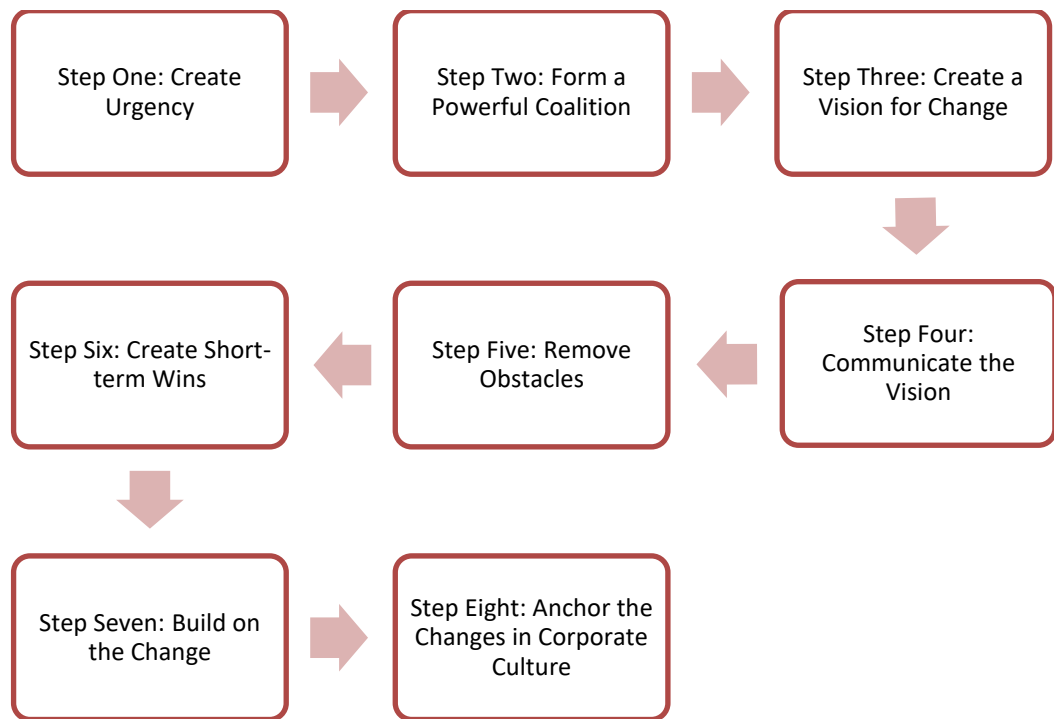 Step One: Create
Urgency
Step Two: Form a
Powerful Coalition
Step Three: Create a
Vision for Change
Step Four:
Communicate the
Vision
Step Five: Remove
Obstacles
Step Six: Create Short-
term Wins
Step Seven: Build on
the Change
Step Eight: Anchor the
Changes in Corporate
Culture